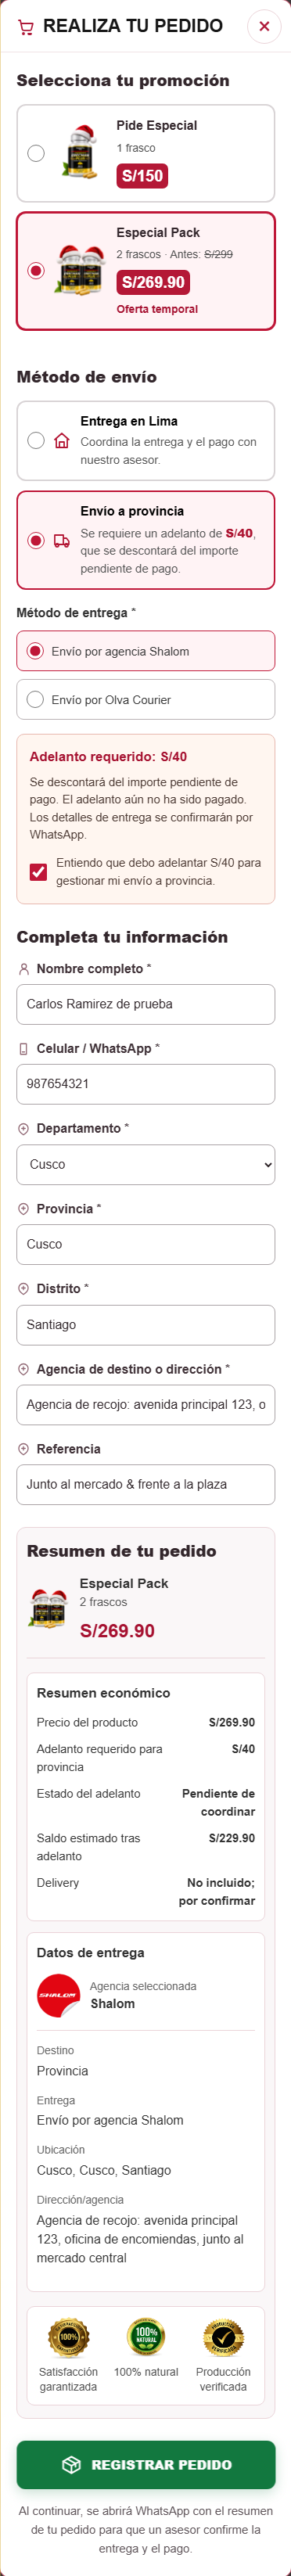 REALIZA TU PEDIDO
Selecciona tu promoción
Pide Especial
1 frasco
S/150
Especial Pack
2 frascos · Antes: S/299
S/269.90
Oferta temporal
Método de envío
Entrega en Lima
Coordina la entrega y el pago con
nuestro asesor.
Envío a provincia
Se requiere un adelanto de S/40,
que se descontará del importe
pendiente de pago.
Método de entrega *
Envío por agencia Shalom
Envío por Olva Courier
Adelanto requerido: S/40
Se descontará del importe pendiente de
pago. El adelanto aún no ha sido pagado.
Los detalles de entrega se confirmarán por
WhatsApp.
Entiendo que debo adelantar S/40 para
gestionar mi envío a provincia.
Completa tu información
Nombre completo *
Carlos Ramirez de prueba
Celular / WhatsApp *
987654321
Departamento *
Cusco
Provincia *
Cusco
Distrito *
Santiago
Agencia de destino o dirección *
Agencia de recojo: avenida principal 123, o
Referencia
Junto al mercado & frente a la plaza
Resumen de tu pedido
Especial Pack
2 frascos
S/269.90
Resumen económico
Precio del producto S/269.90
Adelanto requerido para S/40
provincia
Estado del adelanto Pendiente de
coordinar
Saldo estimado tras S/229.90
adelanto
Delivery No incluido;
por confirmar
Datos de entrega
SHALOM
Agencia seleccionada
Shalom
Destino
Provincia
Entrega
Envío por agencia Shalom
Ubicación
Cusco, Cusco, Santiago
Dirección/agencia
Agencia de recojo: avenida principal
123, oficina de encomiendas, junto al
mercado central
100% 100% NATURAL
Satisfacción 100% natural Producción
garantizada verificada
REGISTRAR PEDIDO
Al continuar, se abrirá WhatsApp con el resumen
de tu pedido para que un asesor confirme la
entrega y el pago.